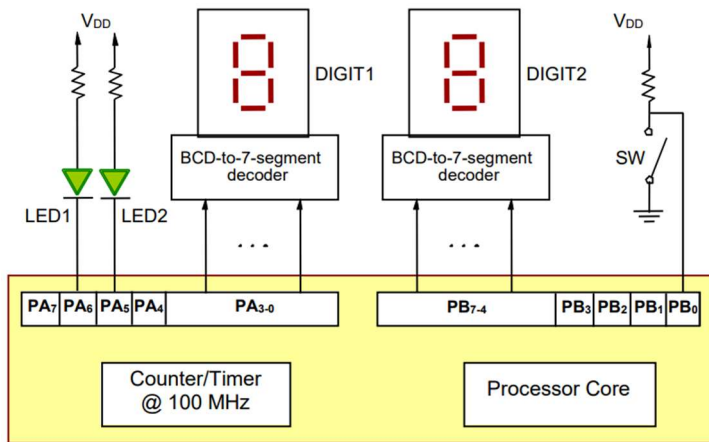 VDD VDD
DIGIT1
DIGIT2
BCD-to-7-segment
decoder
BCD-to-7-segment
decoder
SW
LED1
LED2
PA7 PA6 PA5 PA4 PA3-0
PB7-4 PB3 PB2 PB1 PB0
Counter/Timer
@ 100 MHz
Processor Core